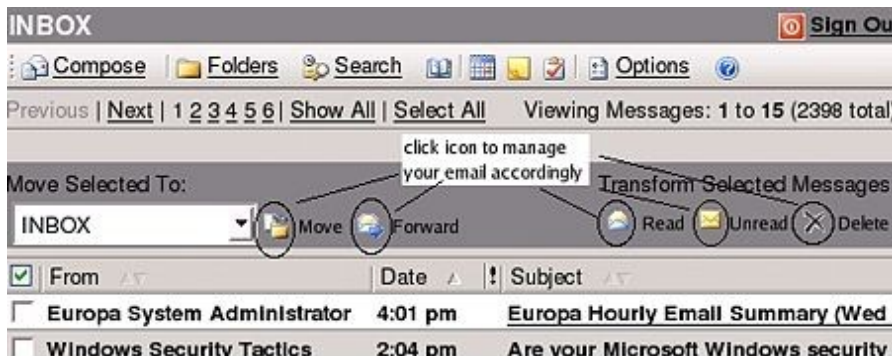 INBOX Sign Ou
Compose Folders Search Options
Previous | Next | 1 2 3 4 5 6 | Show All | Select All Viewing Messages: 1 to 15 (2398 total)
click icon to manage
your email accordingly
Move Selected To: Transform Selected Messages
INBOX Move Forward Read Unread Delete
From Date ! Subject
Europa System Administrator 4:01 pm Europa Hourly Email Summary (Wed
Windows Security Tactics 2:04 pm Are your Microsoft Windows security